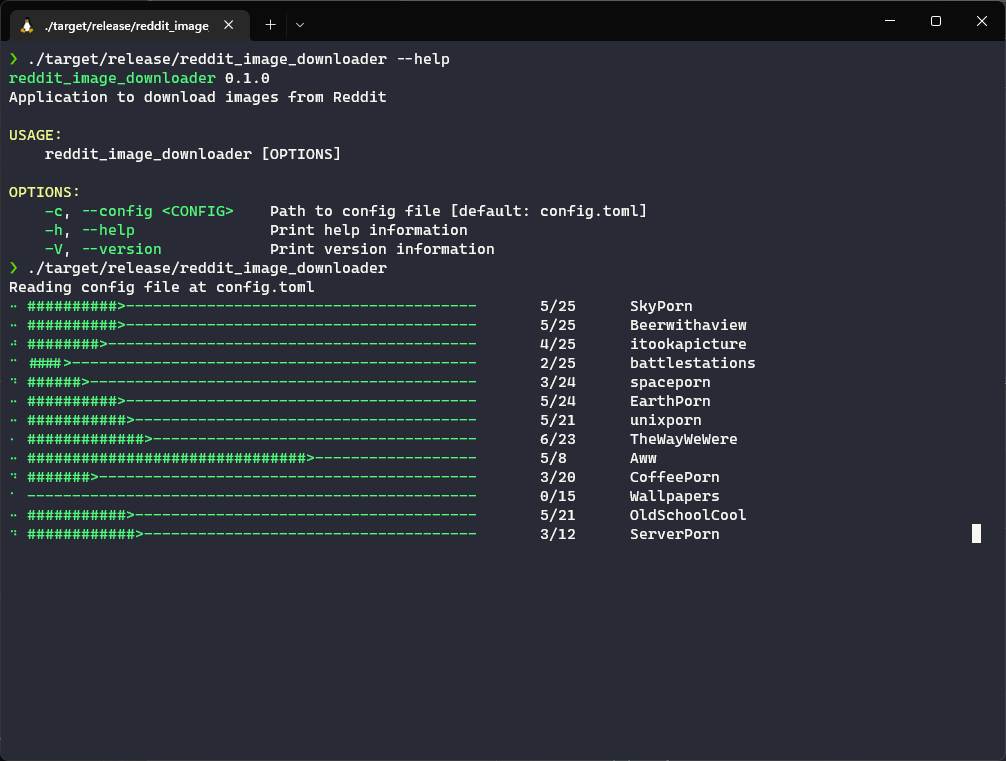 ./target/release/reddit_image
❯ ./target/release/reddit_image_downloader --help
reddit_image_downloader 0.1.0
Application to download images from Reddit
USAGE:
    reddit_image_downloader [OPTIONS]
OPTIONS:
    -c, --config <CONFIG>    Path to config file [default: config.toml]
    -h, --help               Print help information
    -V, --version            Print version information
❯ ./target/release/reddit_image_downloader
Reading config file at config.toml
##########>--------------------------------------- 5/25 SkyPorn
##########>--------------------------------------- 5/25 Beerwithaview
########>----------------------------------------- 4/25 itookapicture
####>--------------------------------------------- 2/25 battlestations
######>------------------------------------------- 3/24 spaceporn
##########>--------------------------------------- 5/24 EarthPorn
###########>-------------------------------------- 5/21 unixporn
#############>------------------------------------ 6/23 TheWayWeWere
###############################>------------------ 5/8 Aww
#######>------------------------------------------ 3/20 CoffeePorn
-------------------------------------------------- 0/15 Wallpapers
###########>-------------------------------------- 5/21 OldSchoolCool
############>------------------------------------- 3/12 ServerPorn